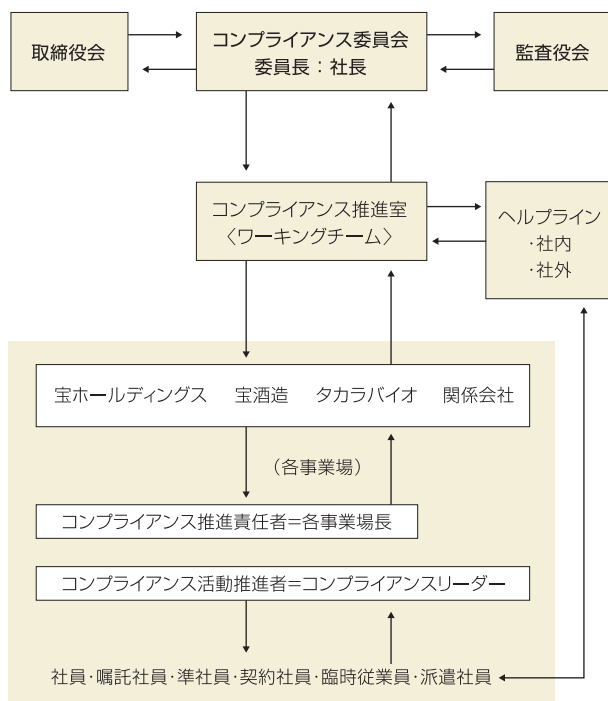 取締役会
コンプライアンス委員会
委員長：社長
監査役会
コンプライアンス推進室
〈ワーキングチーム〉
ヘルプライン
・社内
・社外
宝ホールディングス　宝酒造　タカラバイオ　関係会社
（各事業場）
コンプライアンス推進責任者＝各事業場長
コンプライアンス活動推進者＝コンプライアンスリーダー
社員・嘱託社員・準社員・契約社員・臨時従業員・派遣社員